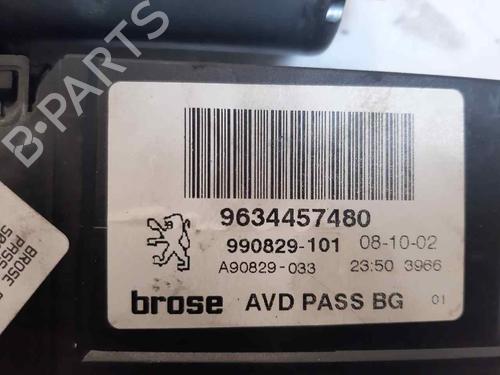 9634457480
990829-101 08-10-02
A90829-033 23:50 3966
brose AVD PASS BG 01
B-PARTS
BROSE
PASS